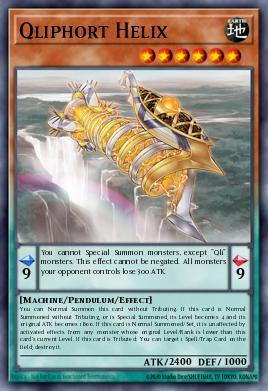 Qliphort Helix
EARTH
地
You cannot Special Summon monsters, except "Qli"
monsters. This effect cannot be negated. All monsters
your opponent controls lose 300 ATK.
9
9
[Machine/Pendulum/Effect]
You can Normal Summon this card without Tributing. If this card is Normal
Summoned without Tributing, or is Special Summoned, its Level becomes 4 and its
original ATK becomes 1800. If this card is Normal Summoned/Set, it is unaffected by
activated effects from any monster whose original Level/Rank is lower than this
card's current Level. If this card is Tributed: You can target 1 Spell/Trap Card on the
field; destroy it.
ATK/2400 DEF/1000